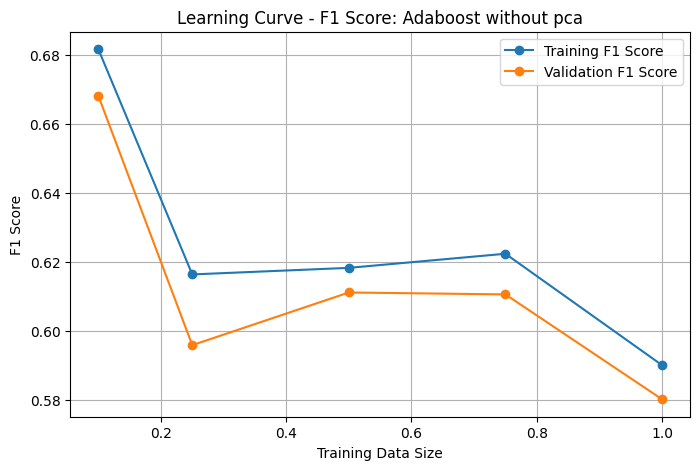 Learning Curve - F1 Score: Adaboost without pca
Training F1 Score
Validation F1 Score
F1 Score
0.68
0.66
0.64
0.62
0.60
0.58
0.2
0.4
0.6
0.8
1.0
Training Data Size